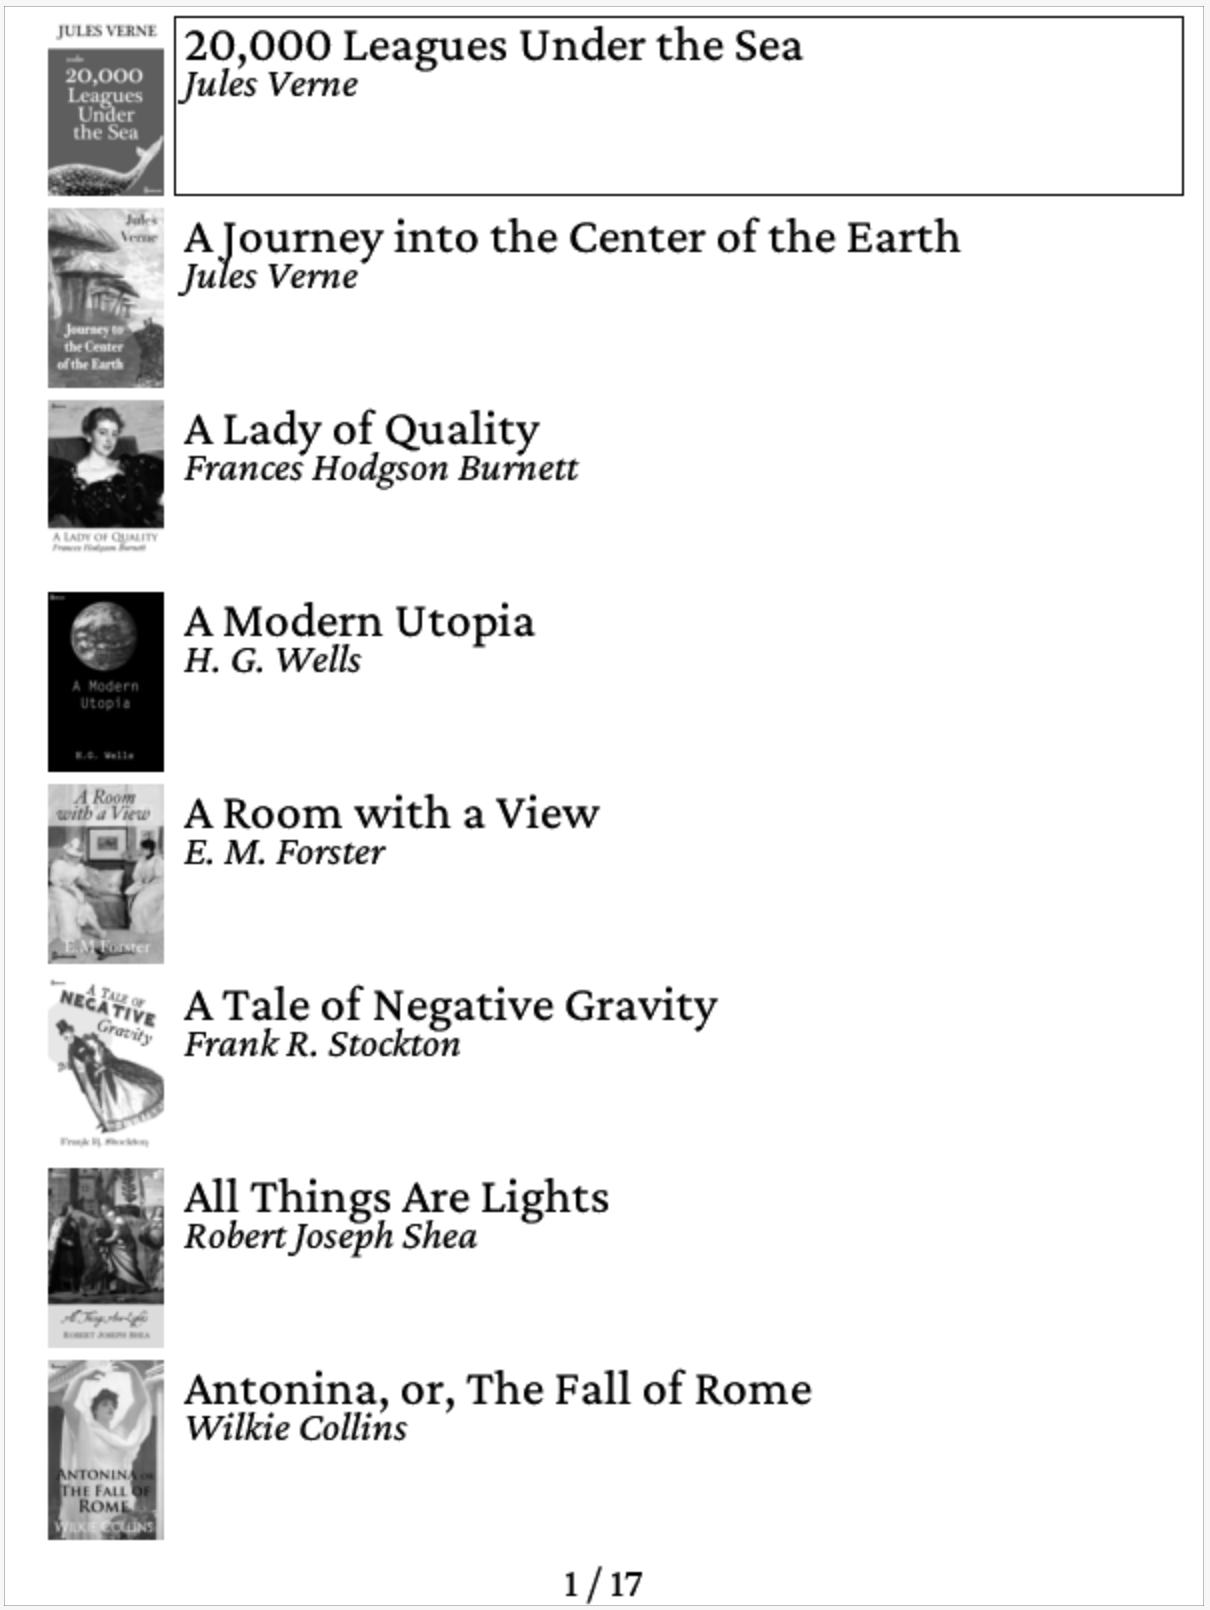 JULES VERNE
20,000
Leagues
Under
the Sea
20,000 Leagues Under the Sea
Jules Verne
Jules
Verne
Journey to
the Center
of the Earth
A Journey into the Center of the Earth
Jules Verne
A LADY OF QUALITY
Frances Hodgson Burnett
A Lady of Quality
Frances Hodgson Burnett
A Modern
Utopia
H.G. Wells
A Modern Utopia
H. G. Wells
A Room
with a View
E.M Forster
A Room with a View
E. M. Forster
A TALE OF
NEGATIVE
Gravity
Frank R. Stockton
A Tale of Negative Gravity
Frank R. Stockton
All Things Are Lights
ROBERT JOSEPH SHEA
All Things Are Lights
Robert Joseph Shea
ANTONINA OR
THE FALL OF
ROME
WILKIE COLLINS
Antonina, or, The Fall of Rome
Wilkie Collins
1 / 17